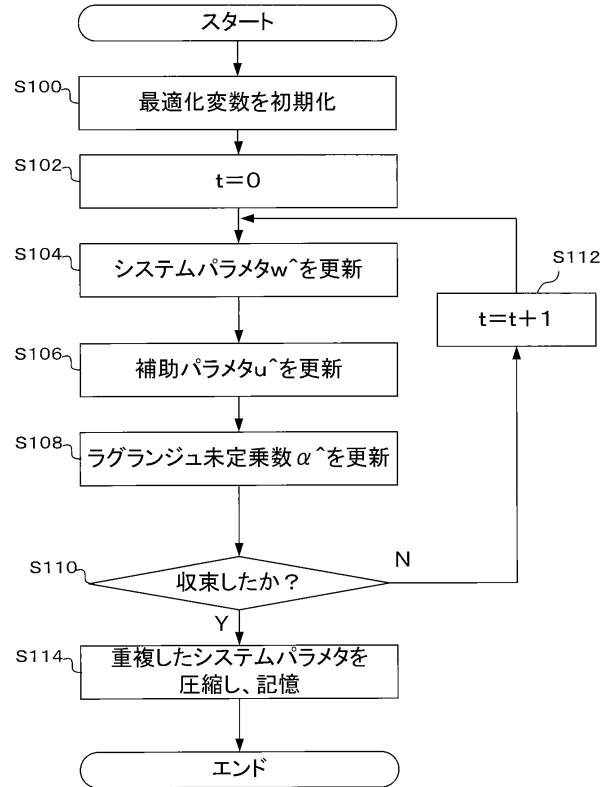 スタート
S100
最適化変数を初期化
S102
t=0
S104
システムパラメタw^を更新
S112
t=t+1
S106
補助パラメタu^を更新
S108
ラグランジュ未定乗数α^を更新
S110
収束したか?
N
Y
S114
重複したシステムパラメタを
圧縮し、記憶
エンド